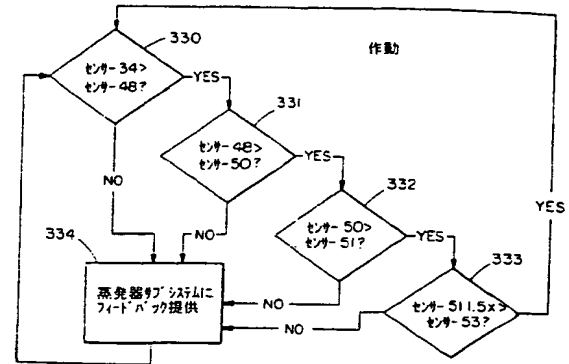 330
作動
センサー34>
センサー48?
YES
331
センサー48>
センサー50?
YES
NO
332
センサー50>
センサー51?
YES
YES
NO
333
334
蒸発器サブシステムに
フィードバック提供
NO
センサー511.5x>
センサー53?
NO